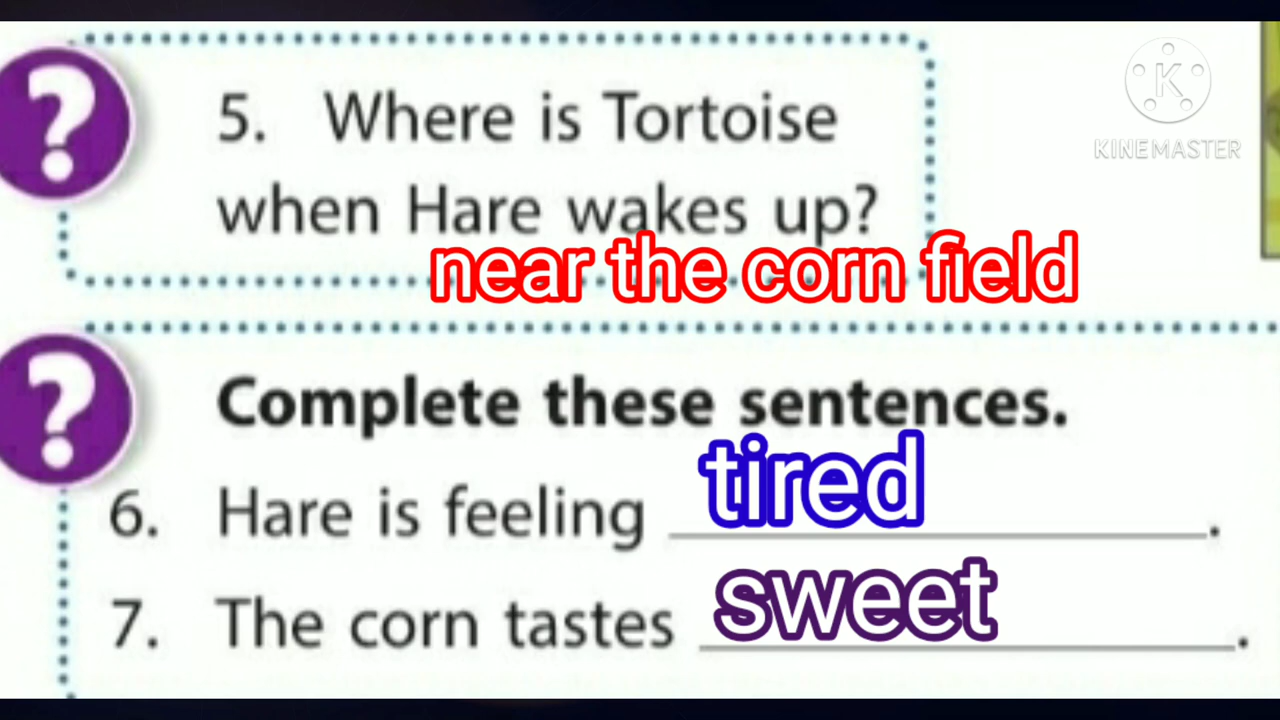 K
KINEMASTER
?
5. Where is Tortoise
when Hare wakes up?
near the corn field
?
Complete these sentences.
6. Hare is feeling tired.
7. The corn tastes sweet.